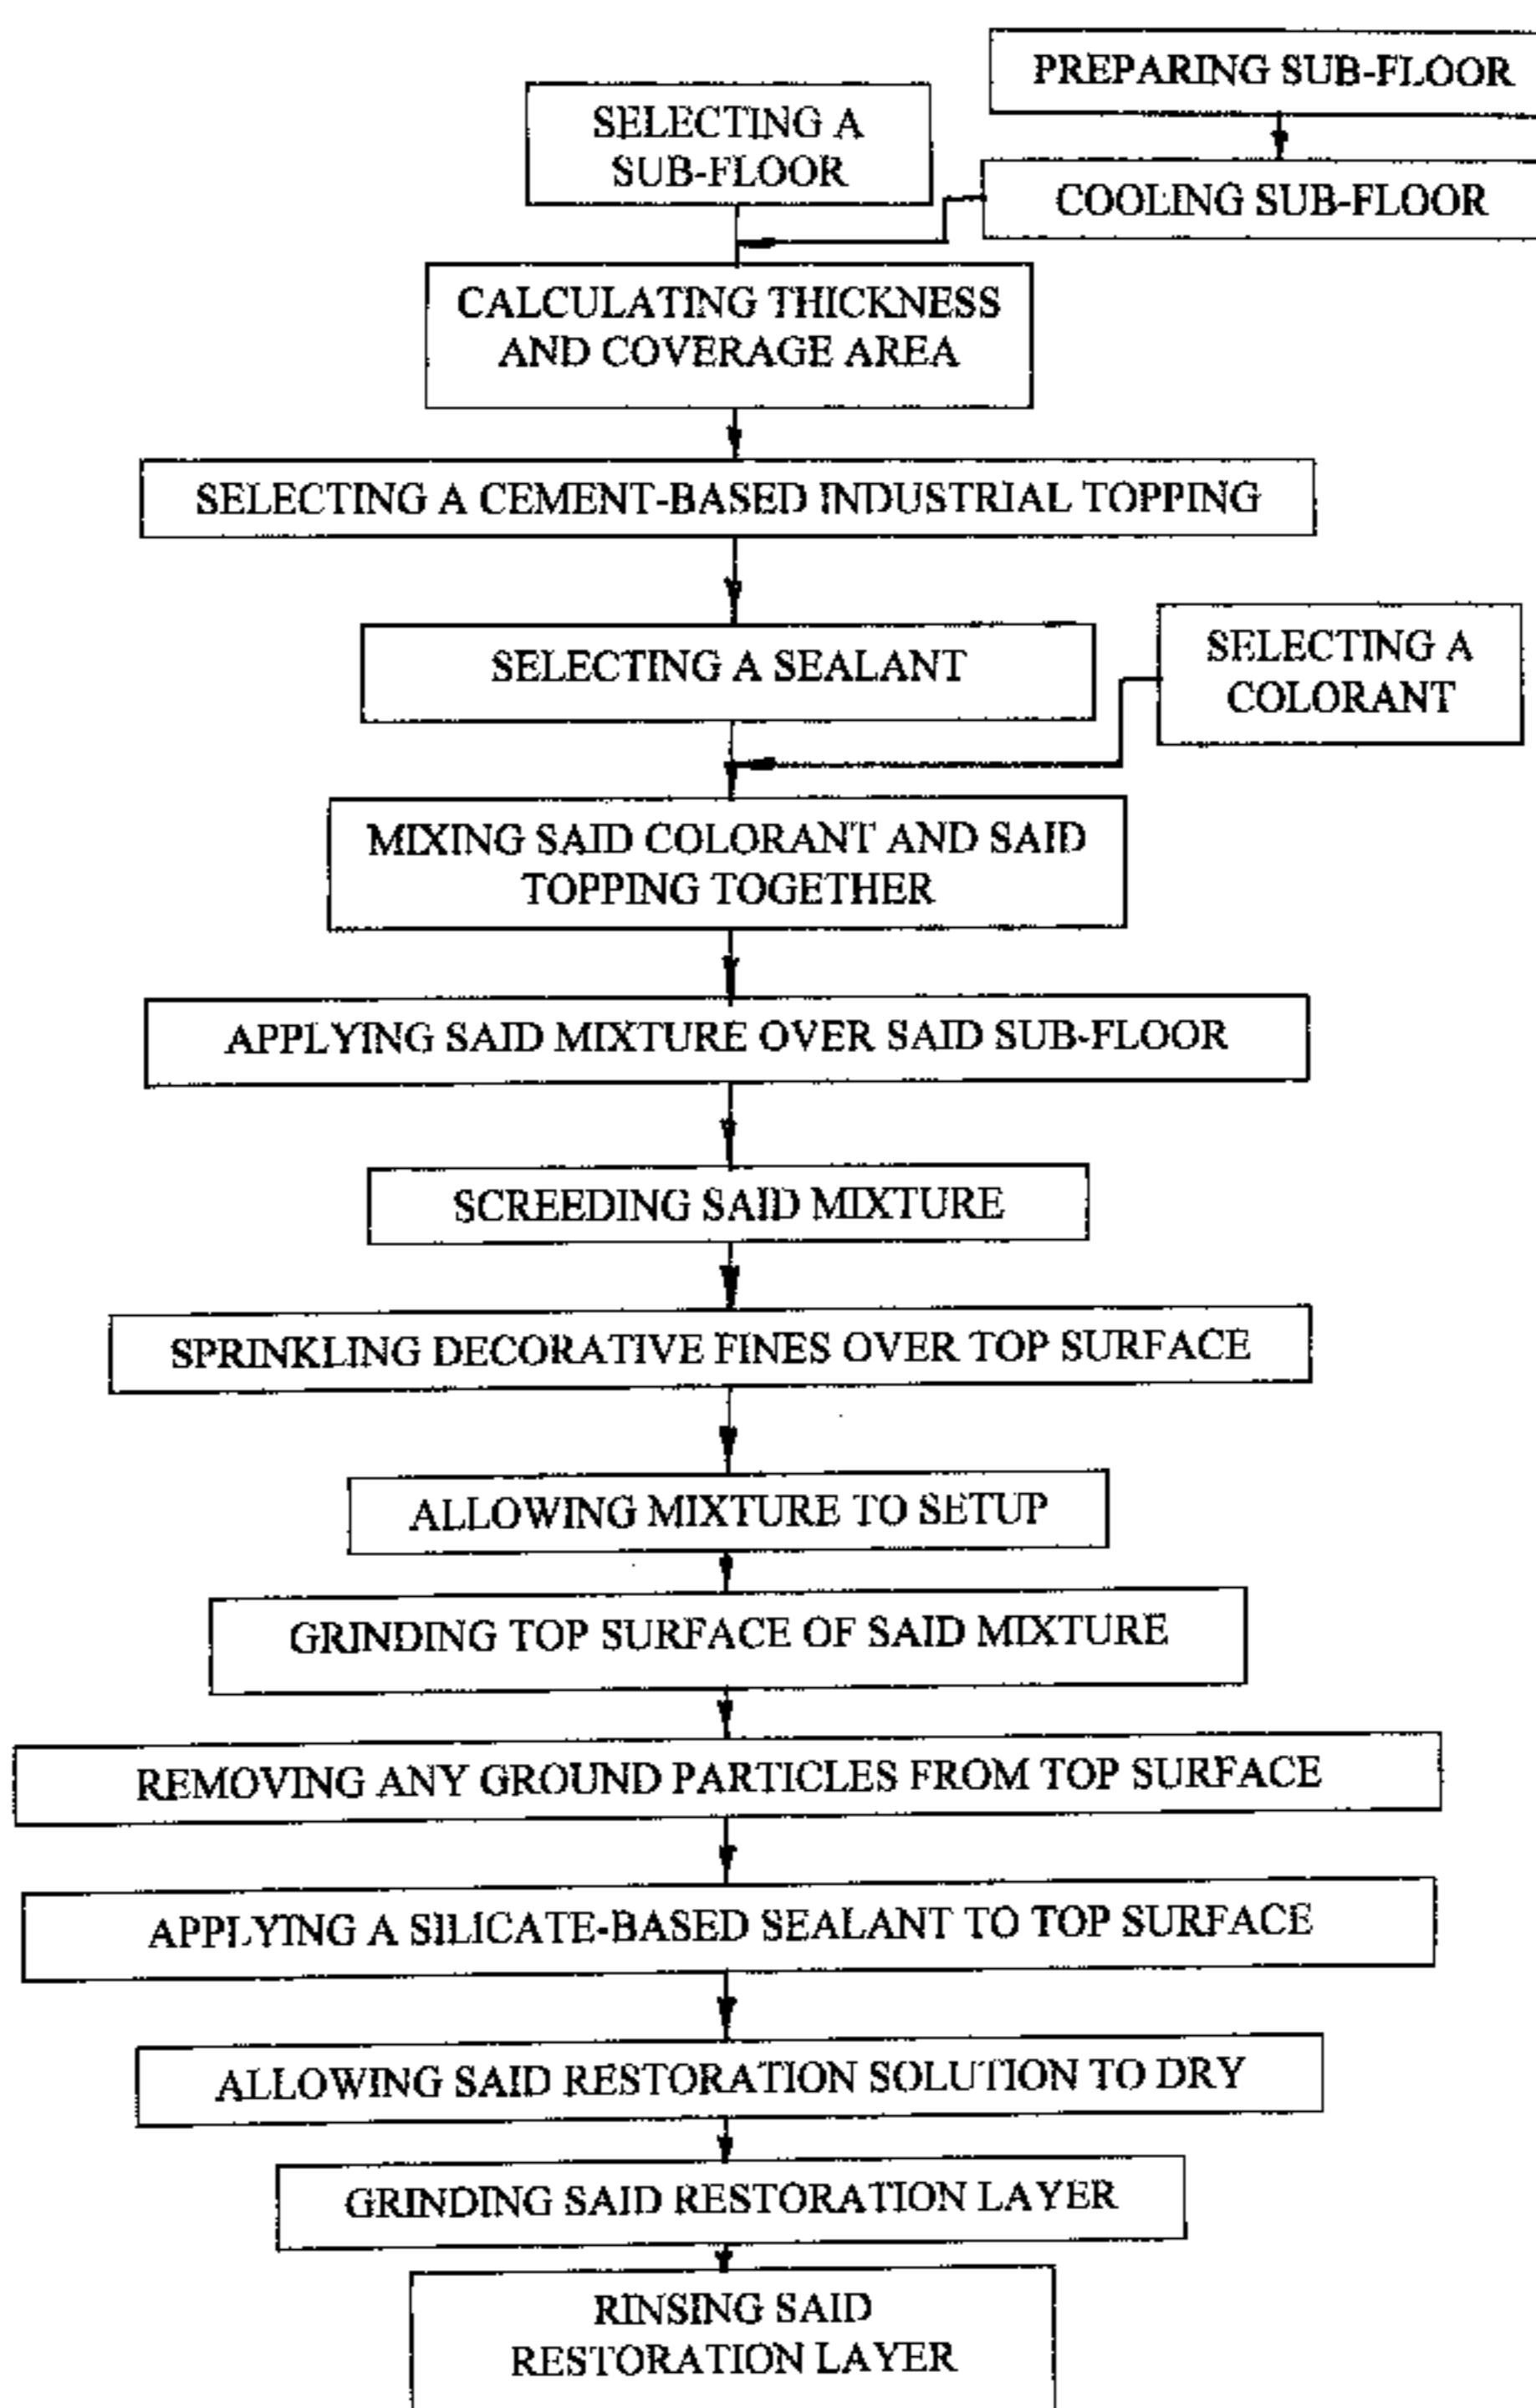 PREPARING SUB-FLOOR
SELECTING A
SUB-FLOOR
COOLING SUB-FLOOR
CALCULATING THICKNESS
AND COVERAGE AREA
SELECTING A CEMENT-BASED INDUSTRIAL TOPPING
SELECTING A SEALANT
SELECTING A
COLORANT
MIXING SAID COLORANT AND SAID
TOPPING TOGETHER
APPLYING SAID MIXTURE OVER SAID SUB-FLOOR
SCREEDING SAID MIXTURE
SPRINKLING DECORATIVE FINES OVER TOP SURFACE
ALLOWING MIXTURE TO SETUP
GRINDING TOP SURFACE OF SAID MIXTURE
REMOVING ANY GROUND PARTICLES FROM TOP SURFACE
APPLYING A SILICATE-BASED SEALANT TO TOP SURFACE
ALLOWING SAID RESTORATION SOLUTION TO DRY
GRINDING SAID RESTORATION LAYER
RINSING SAID
RESTORATION LAYER